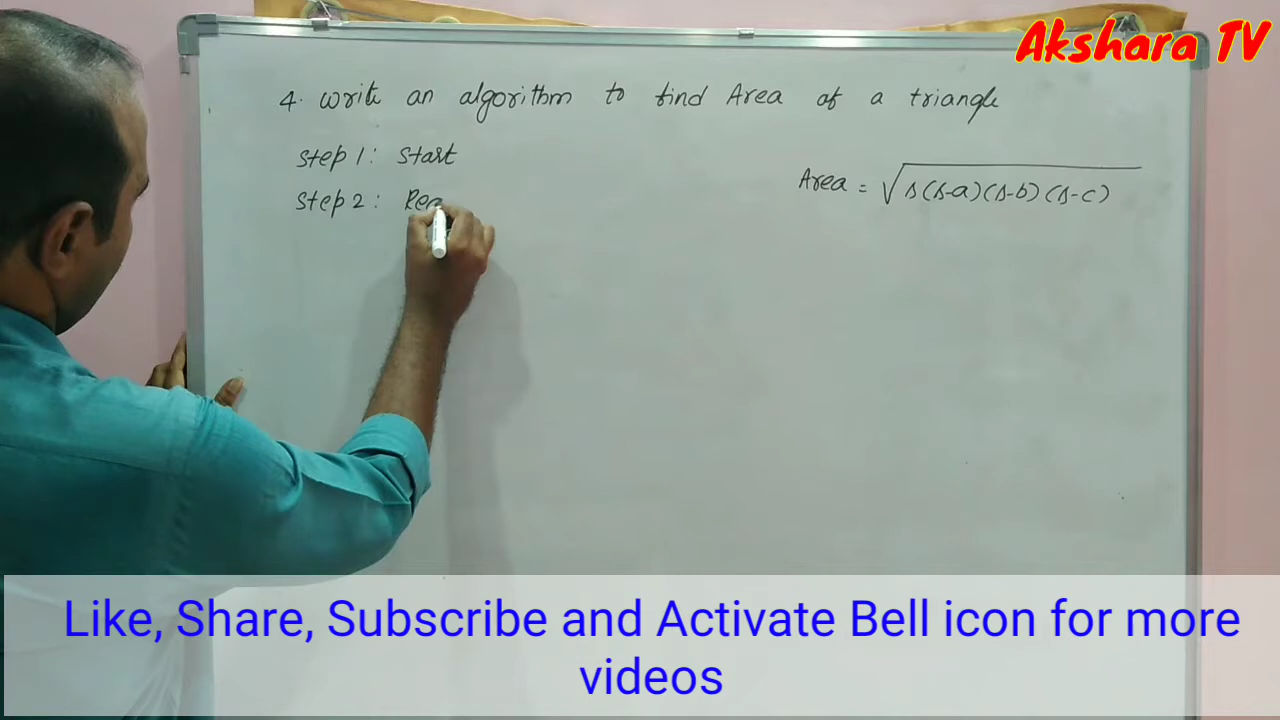 Akshara TV
4. Write an algorithm to find Area of a triangle
Step 1: Start
Area = √s(s-a)(s-b)(s-c)
Step 2: Rea
Like, Share, Subscribe and Activate Bell icon for more
videos